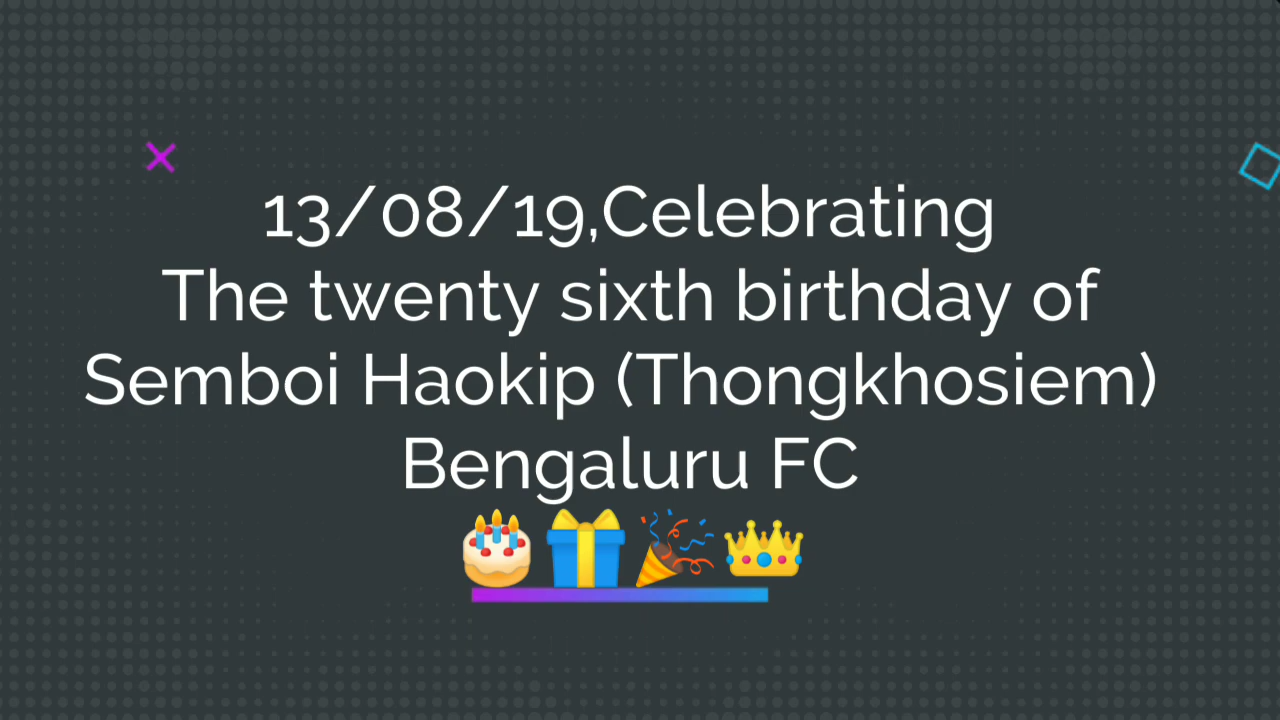 13/08/19,Celebrating
The twenty sixth birthday of
Semboi Haokip (Thongkhosiem)
Bengaluru FC
🎂🎁🎉👑